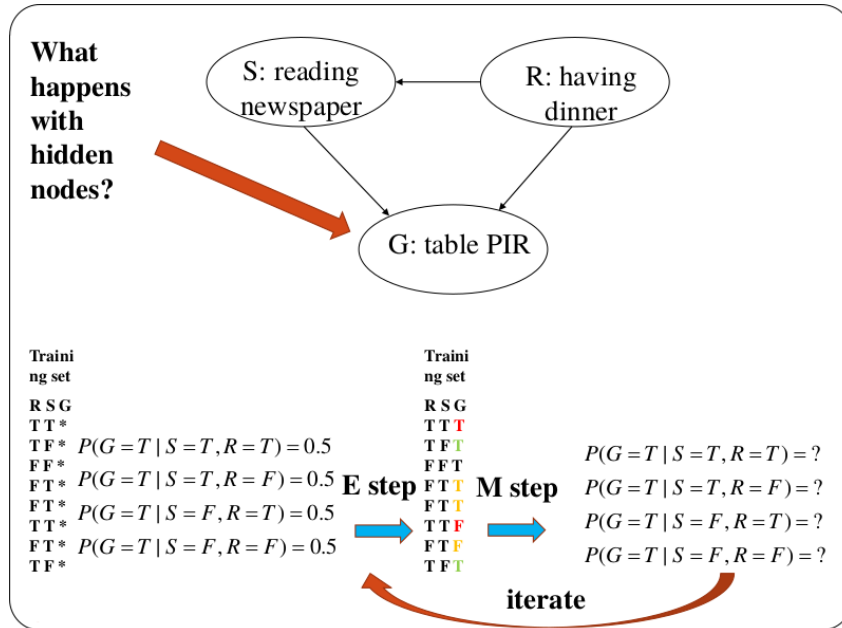 What
happens
with
hidden
nodes?
S: reading
newspaper
R: having
dinner
G: table PIR
Traini
ng set
R S G
T T *
T F *
F F *
F T *
F T *
T T *
F T *
T F *
P(G = T | S = T, R = T) = 0.5
P(G = T | S = T, R = F) = 0.5
P(G = T | S = F, R = T) = 0.5
P(G = T | S = F, R = F) = 0.5
E step
Traini
ng set
R S G
T T T
T F T
F F T
F T T
F T T
T T F
F T F
T F T
M step
P(G = T | S = T, R = T) = ?
P(G = T | S = T, R = F) = ?
P(G = T | S = F, R = T) = ?
P(G = T | S = F, R = F) = ?
iterate